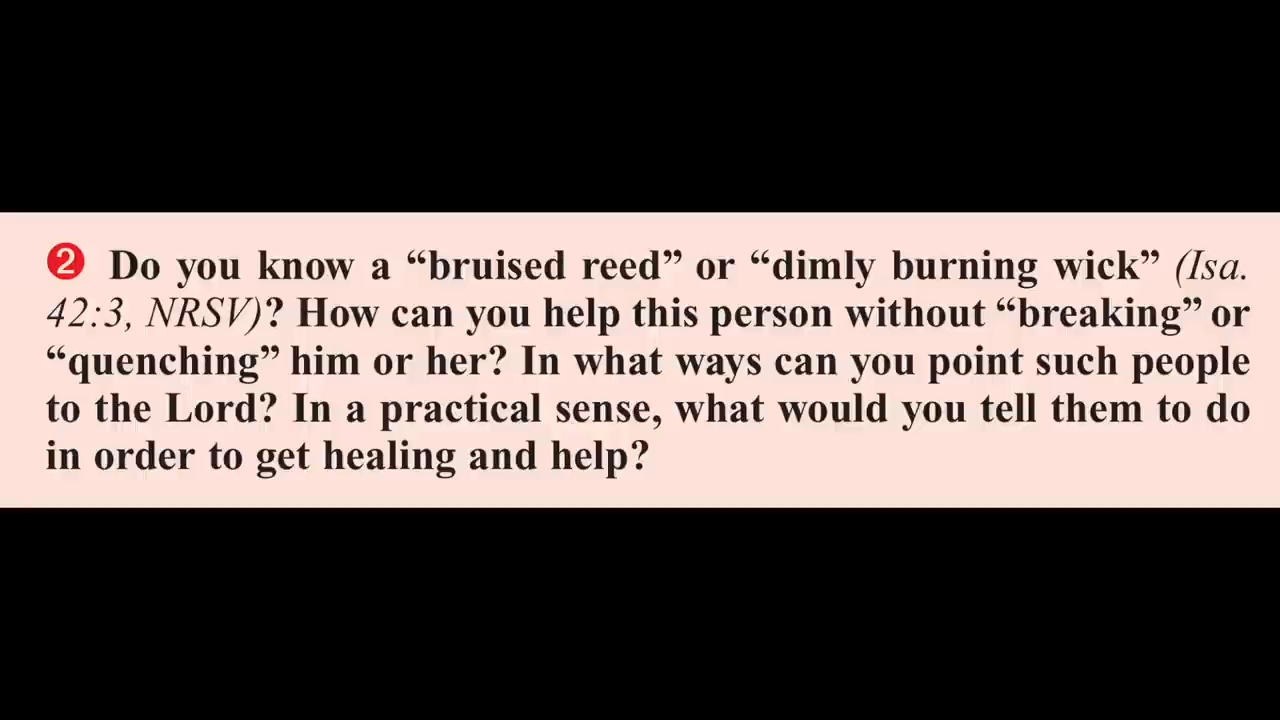 ❷ Do you know a “bruised reed” or “dimly burning wick” (Isa.
42:3, NRSV)? How can you help this person without “breaking” or
“quenching” him or her? In what ways can you point such people
to the Lord? In a practical sense, what would you tell them to do
in order to get healing and help?